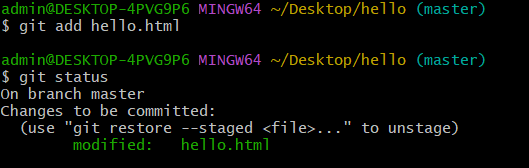 admin@DESKTOP-4PVG9P6 MINGW64 ~/Desktop/hello (master)
$ git add hello.html
admin@DESKTOP-4PVG9P6 MINGW64 ~/Desktop/hello (master)
$ git status
On branch master
Changes to be committed:
  (use "git restore --staged <file>..." to unstage)
        modified:   hello.html